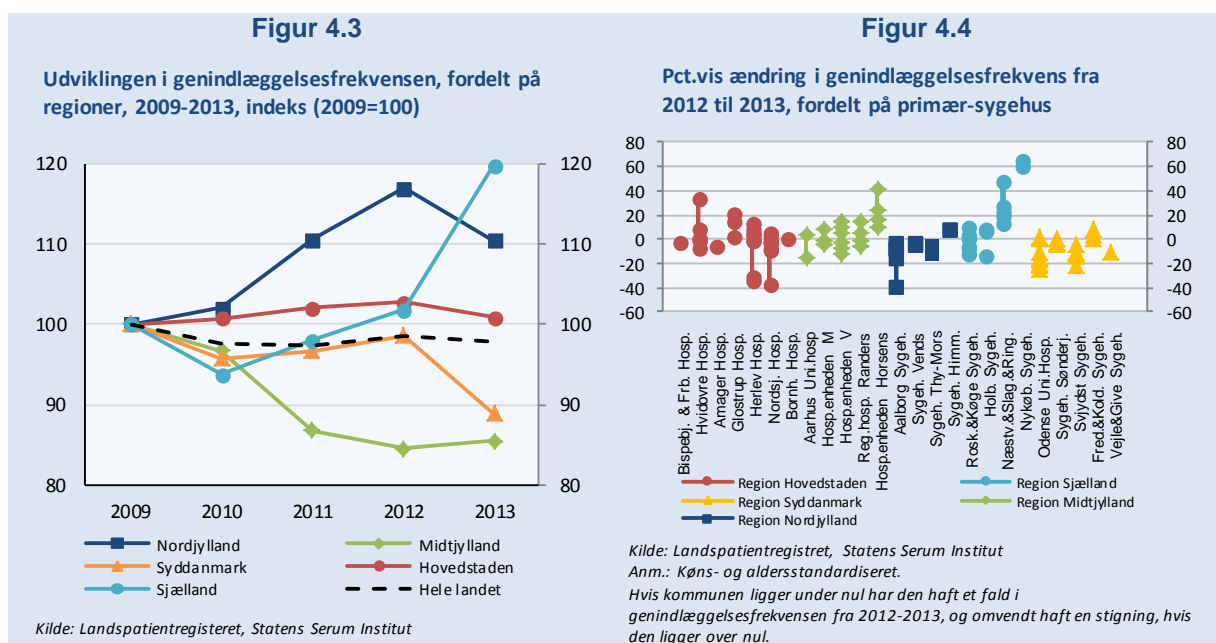 Figur 4.3
Udviklingen i genindlæggelsesfrekvensen, fordelt på
regioner, 2009-2013, indeks (2009=100)
120
110
100
90
80
120
110
100
90
80
2009 2010 2011 2012 2013
Nordjylland
Midtjylland
Syddanmark
Hovedstaden
Sjælland
Hele landet
Kilde: Landspatientregisteret, Statens Serum Institut
Figur 4.4
Pct.vis ændring i genindlæggelsesfrekvens fra
2012 til 2013, fordelt på primær-sygehus
80
60
40
20
0
-20
-40
-60
80
60
40
20
0
-20
-40
-60
Bispebj. & Frb. Hosp.
Hvidovre Hosp.
Amager Hosp.
Glostrup Hosp.
Herlev Hosp.
Nordsj. Hosp.
Bornh. Hosp.
Aarhus Uni.hosp
Hosp.enheden M
Hosp.enheden V
Reg.hosp. Randers
Hosp.enheden Horsens
Aalborg Sygeh.
Sygeh. Vends
Sygeh. Thy-Mors
Sygeh. Himm.
Rosk.&Køge Sygeh.
Holb. Sygeh.
Næstv.&Slag.&Ring.
Nykøb. Sygeh.
Odense Uni.Hosp.
Sygeh. Sønderj.
Svjydst Sygeh.
Fred.&Kold. Sygeh.
Vejle&Give Sygeh.
Region Hovedstaden
Region Sjælland
Region Syddanmark
Region Midtjylland
Region Nordjylland
Kilde: Landspatientregistret, Statens Serum Institut
Anm.: Køns- og aldersstandardiseret.
Hvis kommunen ligger under nul har den haft et fald i
genindlæggelsesfrekvensen fra 2012-2013, og omvendt haft en stigning, hvis
den ligger over nul.